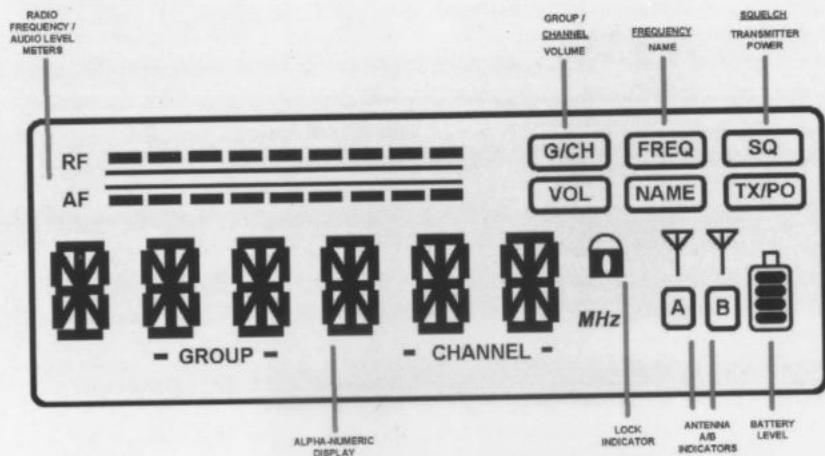 RADIO
FREQUENCY /
AUDIO LEVEL
METERS
GROUP /
CHANNEL
VOLUME
FREQUENCY
NAME
SQUELCH
TRANSMITTER
POWER
RF
AF
G/CH
FREQ
SQ
VOL
NAME
TX/PO
A
B
MHz
- GROUP -
- CHANNEL -
ALPHA-NUMERIC
DISPLAY
LOCK
INDICATOR
ANTENNA
A/B
INDICATORS
BATTERY
LEVEL